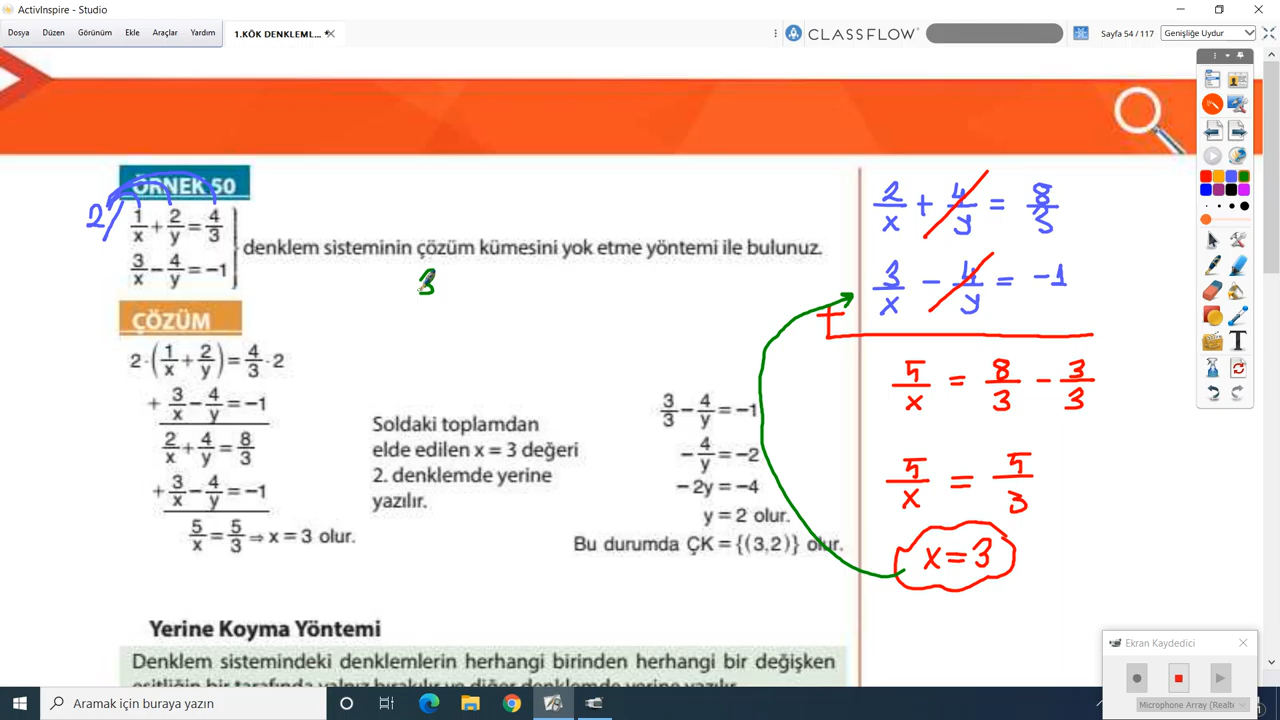 ActivInspire - Studio
Dosya Düzen Görünüm Ekle Araçlar Yardım
1.KÖK DENKLEML...
CLASSFLOW
Sayfa 54 / 117
Genişliğe Uydur
ÖRNEK 50
2/
1/x + 2/y = 4/3
3/x − 4/y = −1
denklem sisteminin çözüm kümesini yok etme yöntemi ile bulunuz.
3
ÇÖZÜM
2·(1/x + 2/y) = 4/3·2
+ 3/x − 4/y = −1
2/x + 4/y = 8/3
+ 3/x − 4/y = −1
5/x = 5/3 ⇒ x = 3 olur.
Soldaki toplamdan
elde edilen x = 3 değeri
2. denklemde yerine
yazılır.
3/3 − 4/y = −1
− 4/y = −2
− 2y = −4
y = 2 olur.
Bu durumda ÇK = {(3,2)} olur.
2/x + 4/y = 8/3
3/x − 4/y = −1
+
5/x = 8/3 − 3/3
5/x = 5/3
x = 3
Yerine Koyma Yöntemi
Denklem sistemindeki denklemlerin herhangi birinden herhangi bir değişken
Ekran Kaydedici
Microphone Array (Realte
Aramak için buraya yazın